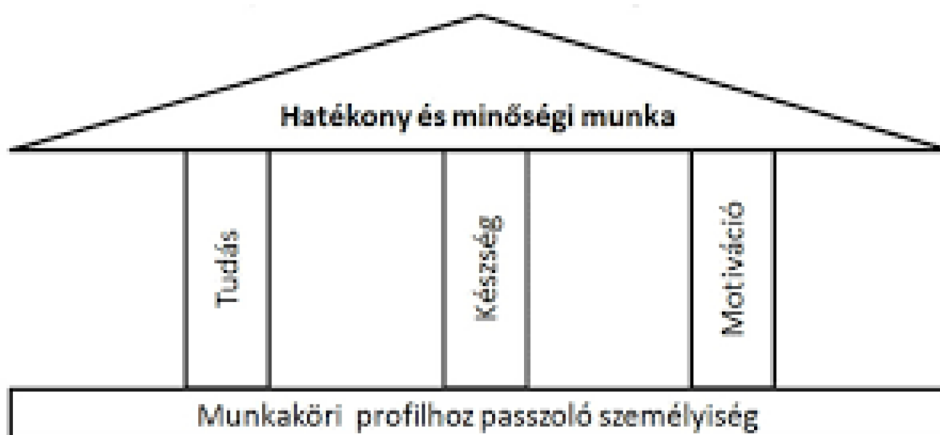 Hatékony és minőségi munka
Tudás
Készség
Motiváció
Munkaköri profilhoz passzoló személyiség